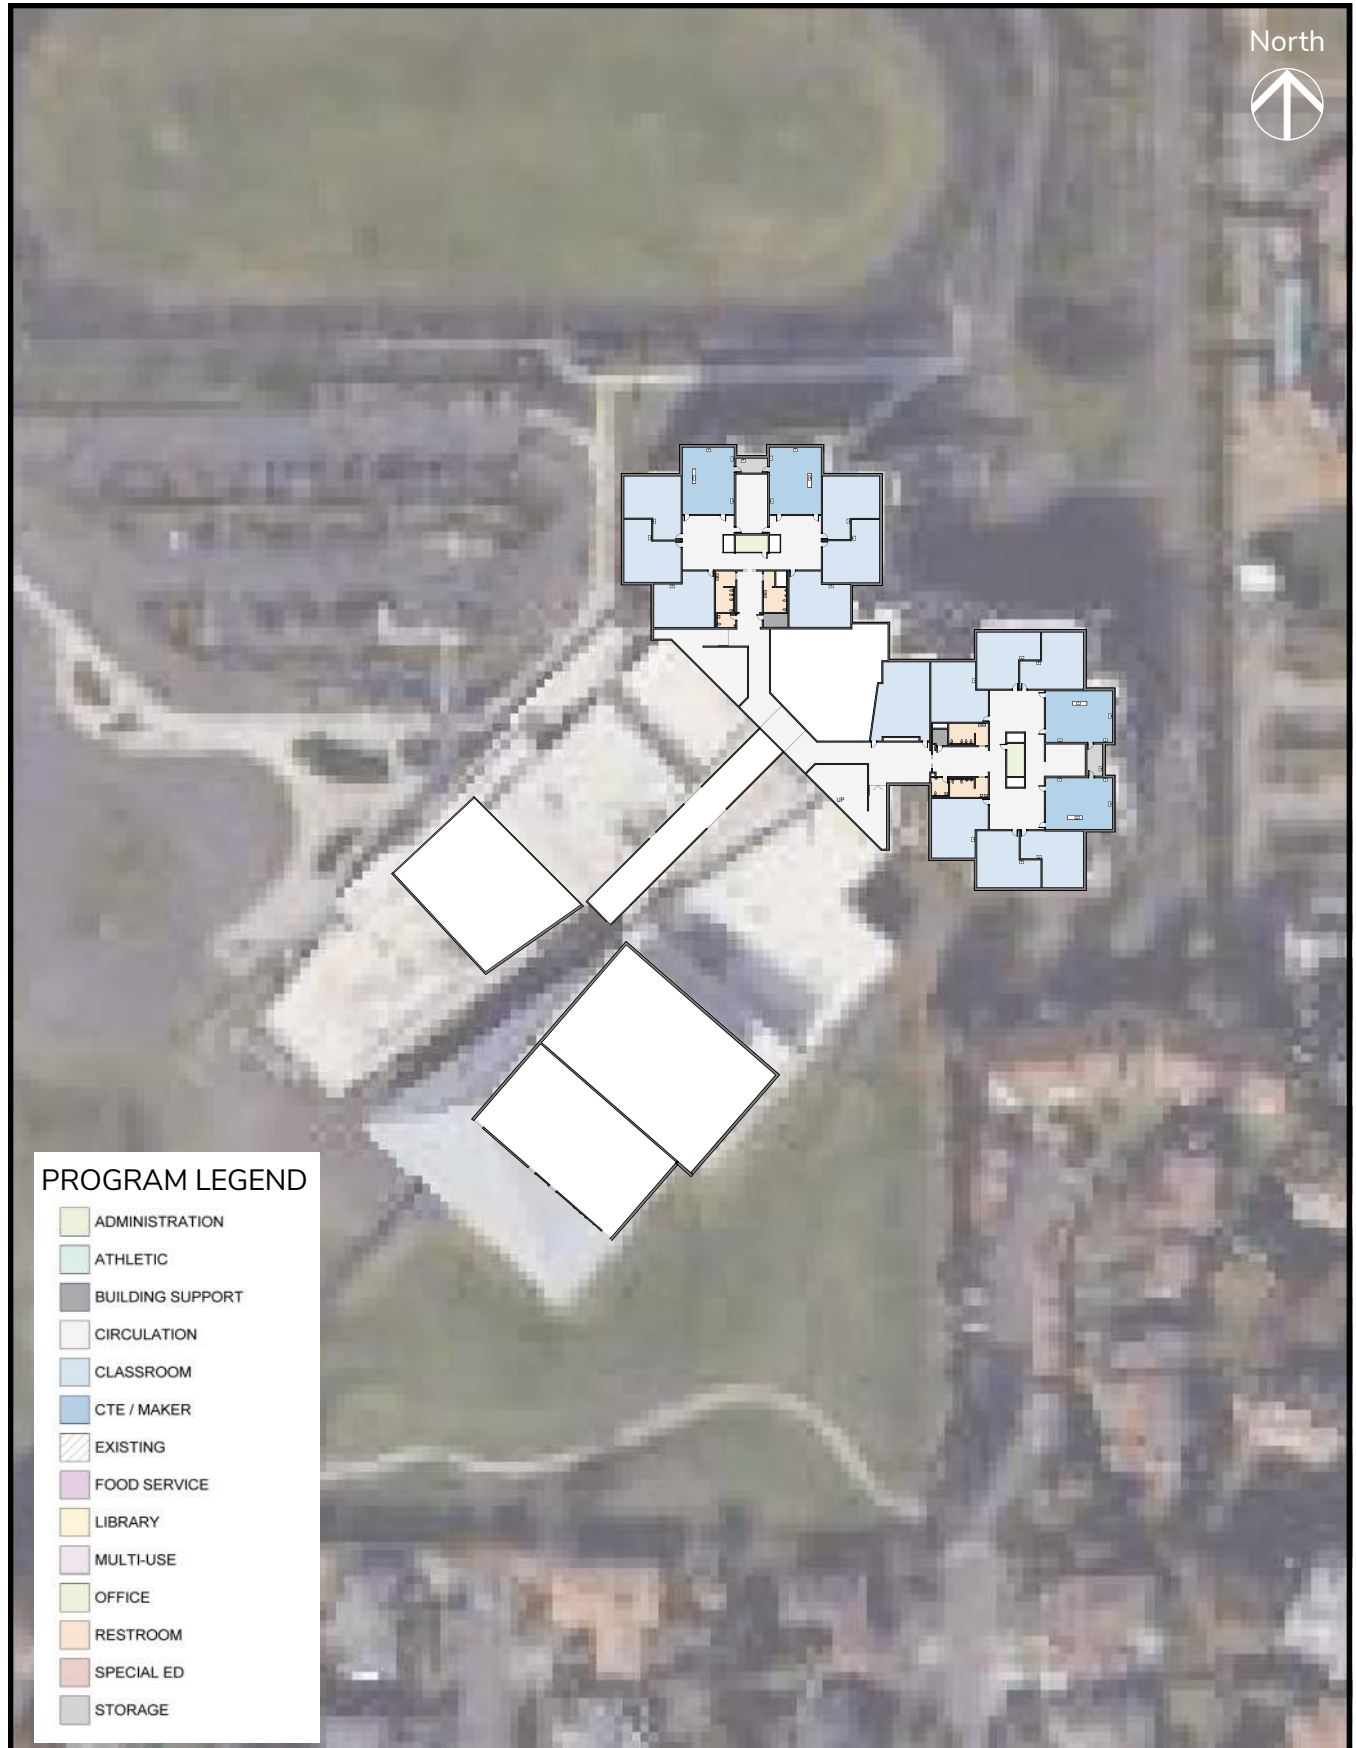 North
UP
PROGRAM LEGEND
ADMINISTRATION
ATHLETIC
BUILDING SUPPORT
CIRCULATION
CLASSROOM
CTE / MAKER
EXISTING
FOOD SERVICE
LIBRARY
MULTI-USE
OFFICE
RESTROOM
SPECIAL ED
STORAGE